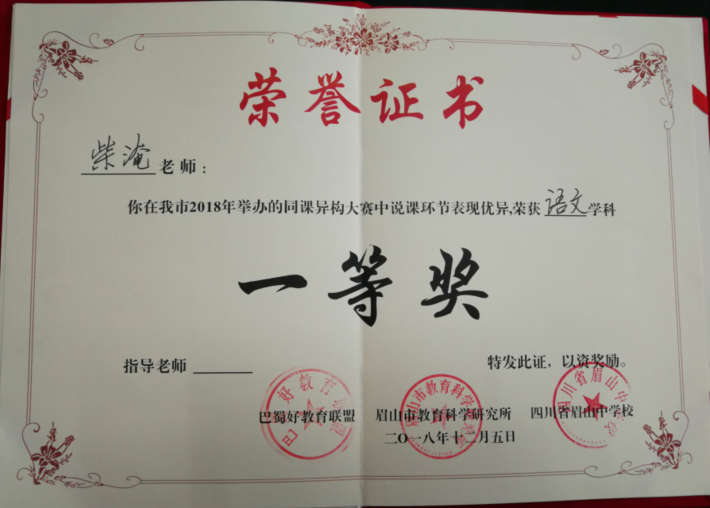 荣誉证书
柴淹老师：
你在我市2018年举办的同课异构大赛中说课环节表现优异,荣获语文学科
一等奖
指导老师
特发此证，以资奖励。
巴蜀好教育联盟 眉山市教育科学研究所 四川省眉山中学校
二〇一八年十二月五日